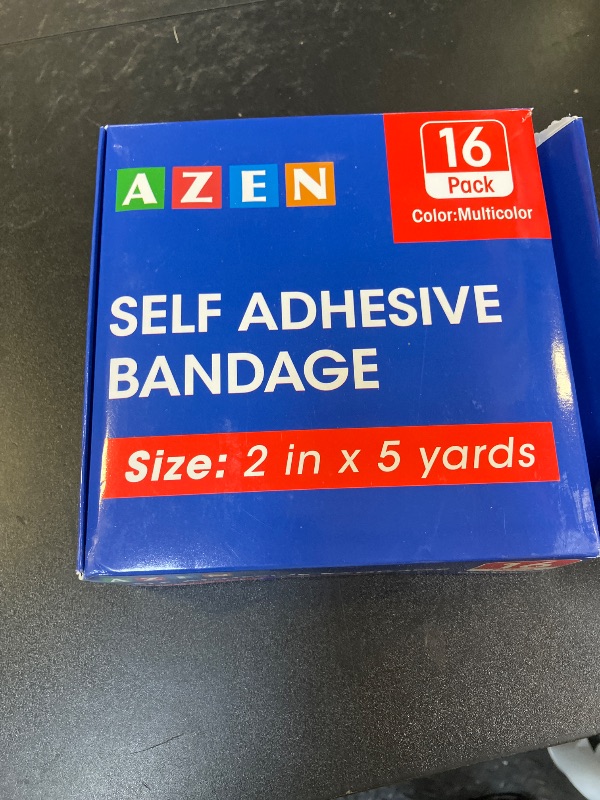 AZEN
16
Pack
Color:Multicolor
SELF ADHESIVE
BANDAGE
Size: 2 in x 5 yards